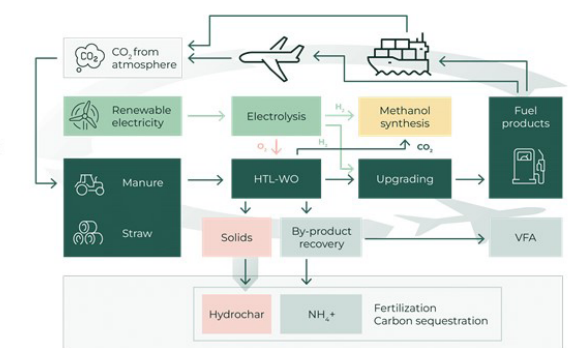 CO₂
CO₂ from
atmosphere
Renewable
electricity
Electrolysis
H₂
Methanol
synthesis
Fuel
products
O₂
H₂
CO₂
Manure
HTL-WO
Upgrading
Straw
Solids
By-product
recovery
VFA
Hydrochar
NH₄+
Fertilization
Carbon sequestration